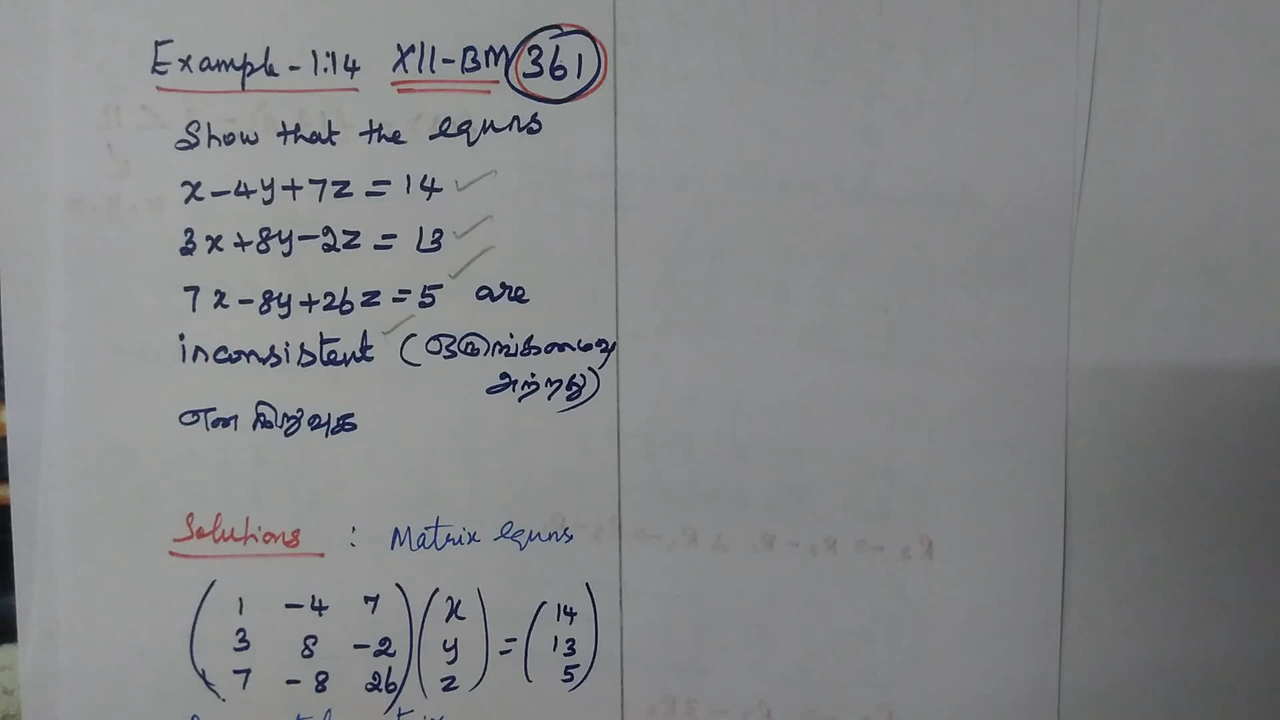 Example - 1.14 XII-BM 361
Show that the equns
x-4y+7z=14
3x+8y-2z=13
7x-8y+26z=5 are
inconsistent (ஒருங்கமைவு
அற்றது)
என நிறுவுக
Solutions : Matrix equns
( 1 -4 7 ) ( x ) = ( 14 )
( 3 8 -2 ) ( y ) = ( 13 )
( 7 -8 26 ) ( z ) = ( 5 )